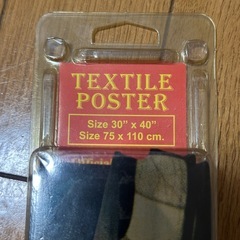 TEXTILE
POSTER
Size 30" x 40"
Size 75 x 110 cm.